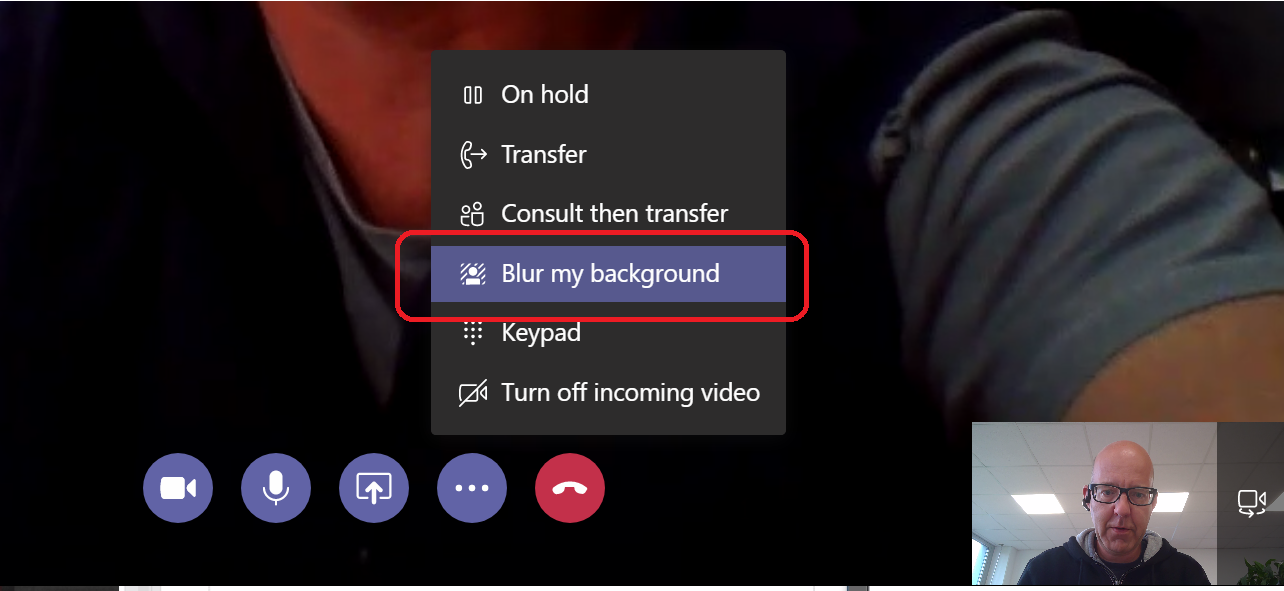 On hold
Transfer
Consult then transfer
Blur my background
Keypad
Turn off incoming video